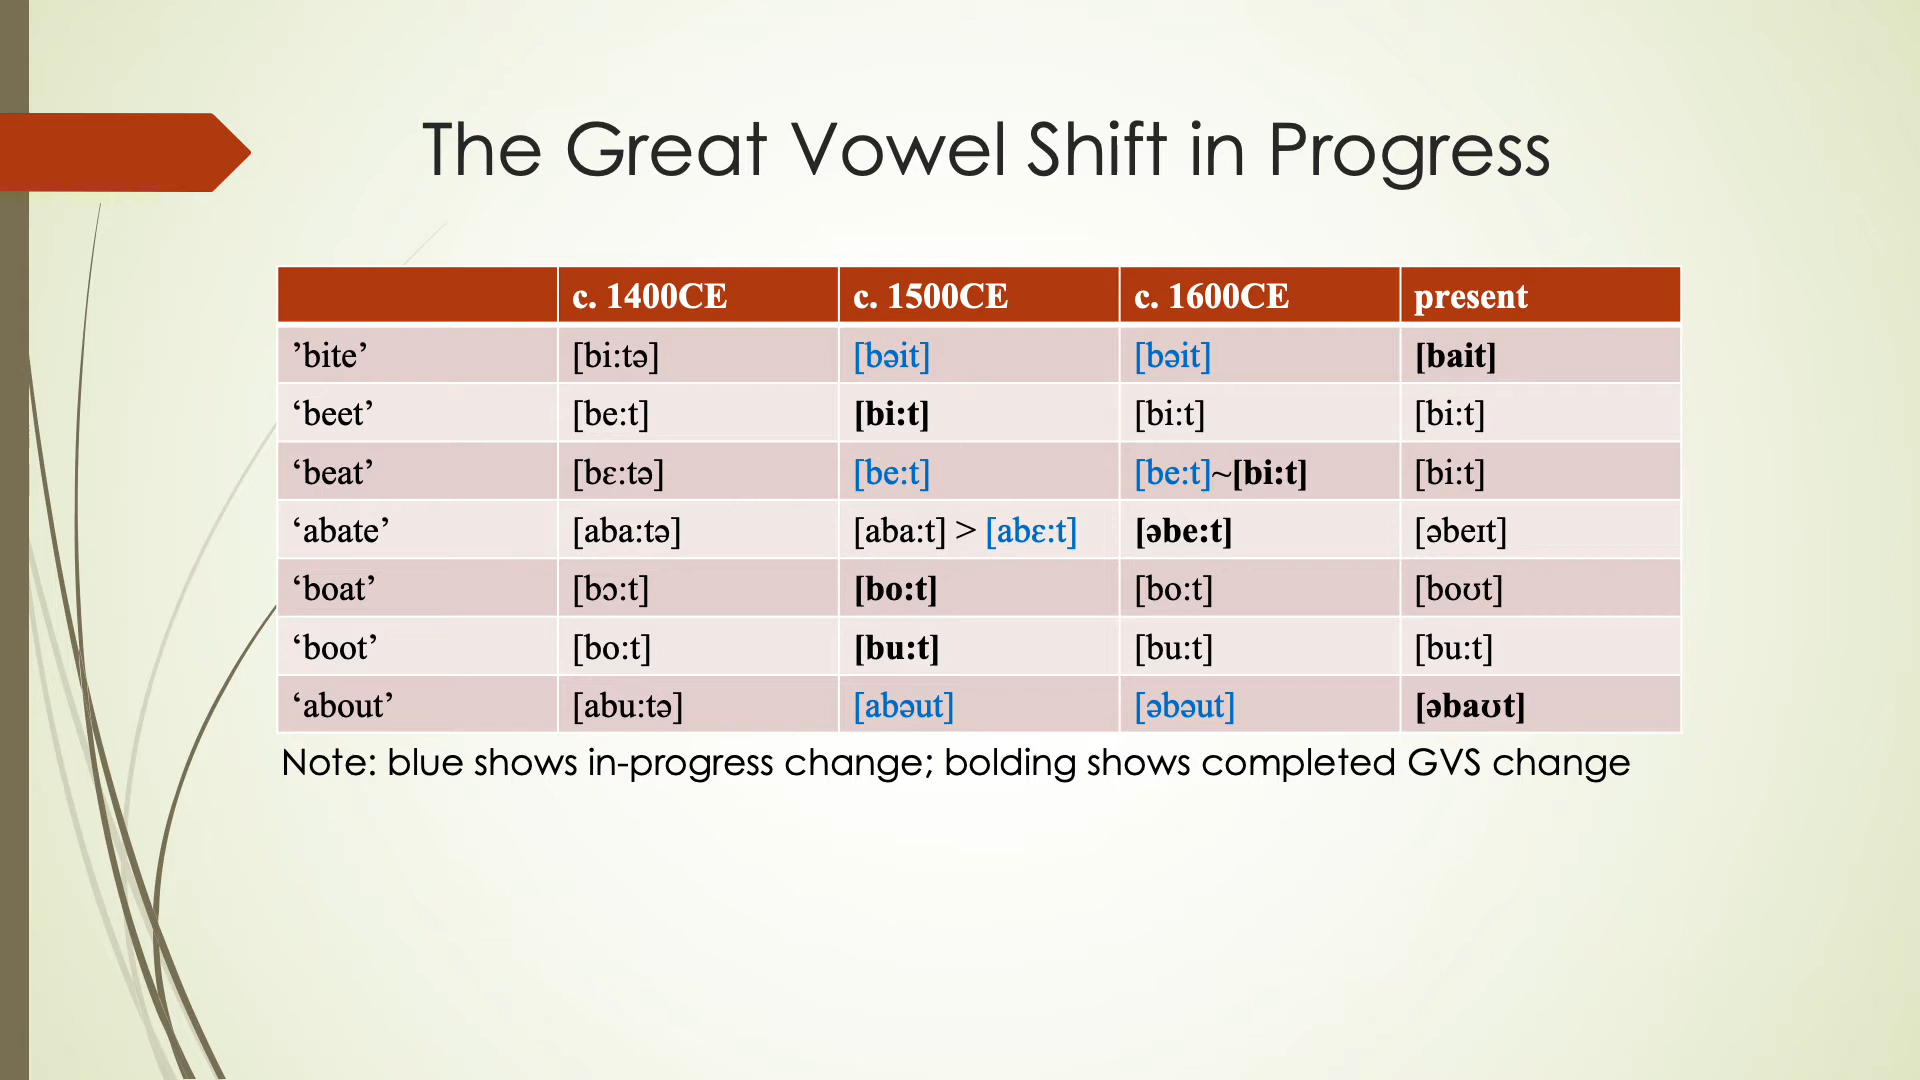 The Great Vowel Shift in Progress
c. 1400CE c. 1500CE c. 1600CE present
’bite’ [bi:tə] [bəit] [bəit] [bait]
‘beet’ [be:t] [bi:t] [bi:t] [bi:t]
‘beat’ [bɛ:tə] [be:t] [be:t]~[bi:t] [bi:t]
‘abate’ [aba:tə] [aba:t] > [abɛ:t] [əbe:t] [əbeɪt]
‘boat’ [bɔ:t] [bo:t] [bo:t] [boʊt]
‘boot’ [bo:t] [bu:t] [bu:t] [bu:t]
‘about’ [abu:tə] [abəut] [əbəut] [əbaʊt]
Note: blue shows in-progress change; bolding shows completed GVS change